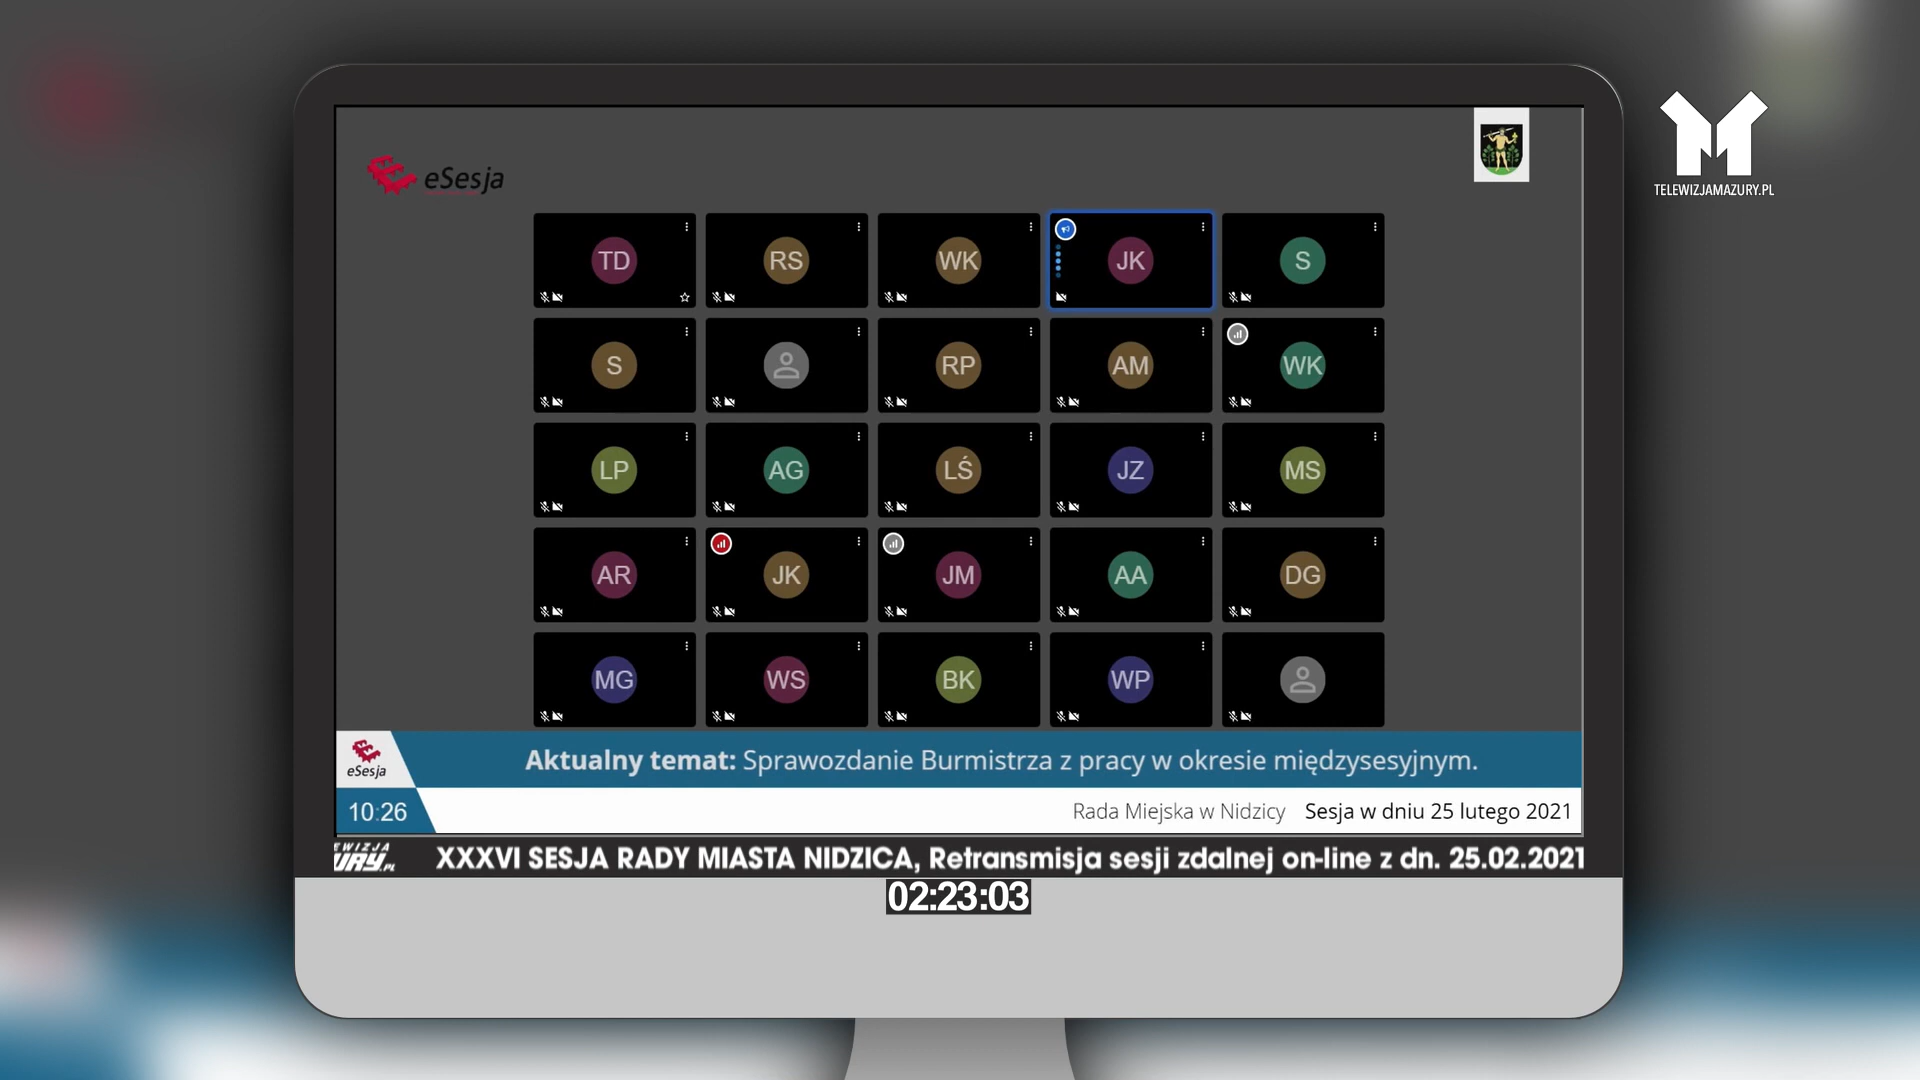 TELEWIZJAMAZURY.PL
eSesja
TD RS WK JK S
S RP AM WK
LP AG LŚ JZ MS
AR JK JM AA DG
MG WS BK WP
eSesja
Aktualny temat: Sprawozdanie Burmistrza z pracy w okresie międzysesyjnym.
10:26
Rada Miejska w Nidzicy Sesja w dniu 25 lutego 2021
XXXVI SESJA RADY MIASTA NIDZICA, Retransmisja sesji zdalnej on-line z dn. 25.02.2021
02:23:03